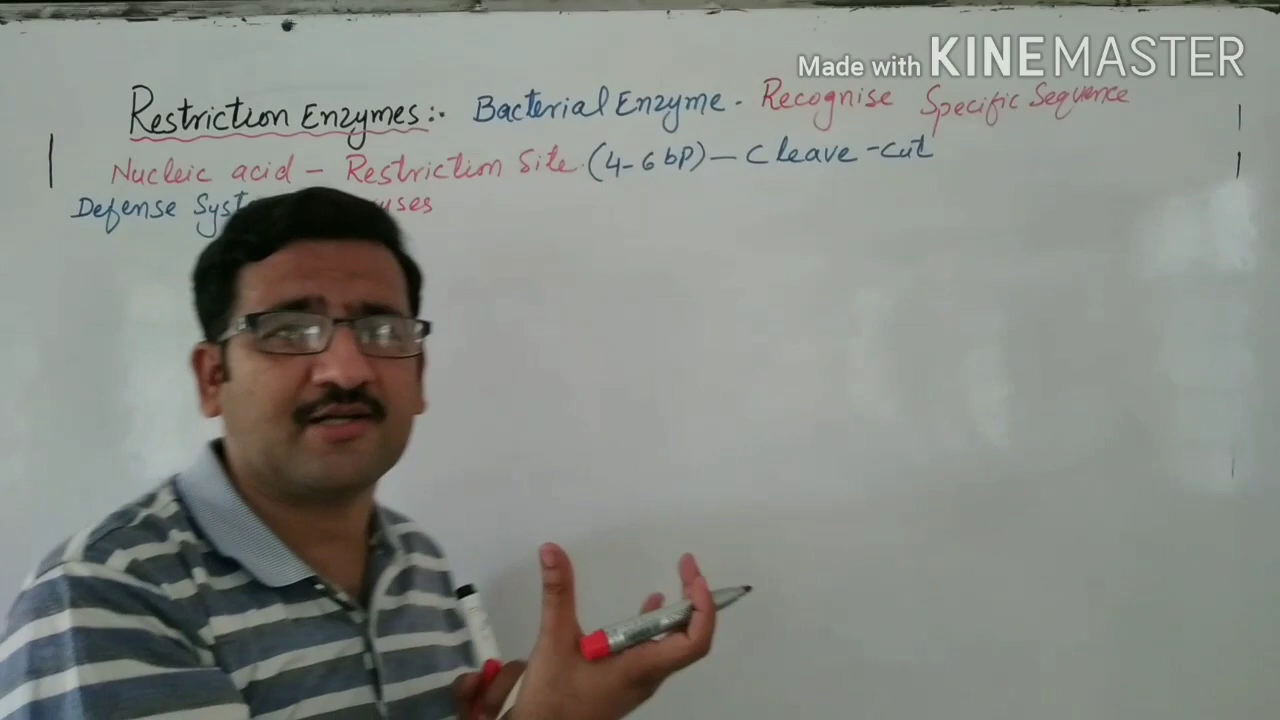 Made with KINEMASTER
Restriction Enzymes:- Bacterial Enzyme. Recognise Specific Sequence
Nucleic acid - Restriction Site (4-6 bp) - Cleave - cut
Defense